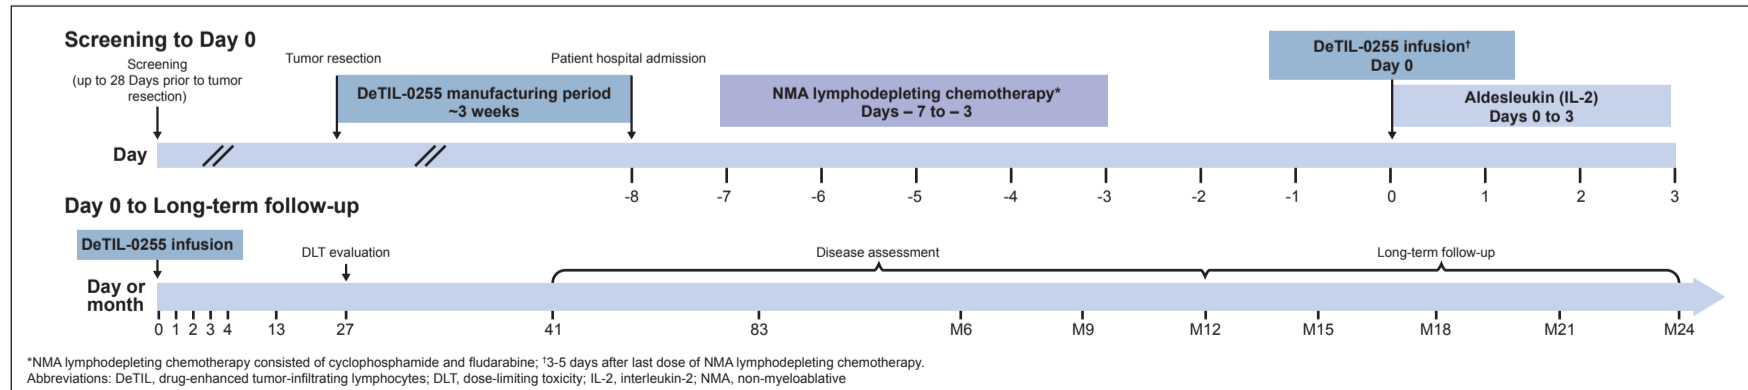 Screening to Day 0
Screening
(up to 28 Days prior to tumor
resection)
Tumor resection
DeTIL-0255 manufacturing period
~3 weeks
Patient hospital admission
NMA lymphodepleting chemotherapy*
Days – 7 to – 3
DeTIL-0255 infusion†
Day 0
Aldesleukin (IL-2)
Days 0 to 3
Day
-8 -7 -6 -5 -4 -3 -2 -1 0 1 2 3
Day 0 to Long-term follow-up
DeTIL-0255 infusion
DLT evaluation
Disease assessment
Long-term follow-up
Day or
month
0 1 2 3 4 13 27 41 83 M6 M9 M12 M15 M18 M21 M24
*NMA lymphodepleting chemotherapy consisted of cyclophosphamide and fludarabine; †3-5 days after last dose of NMA lymphodepleting chemotherapy.
Abbreviations: DeTIL, drug-enhanced tumor-infiltrating lymphocytes; DLT, dose-limiting toxicity; IL-2, interleukin-2; NMA, non-myeloablative